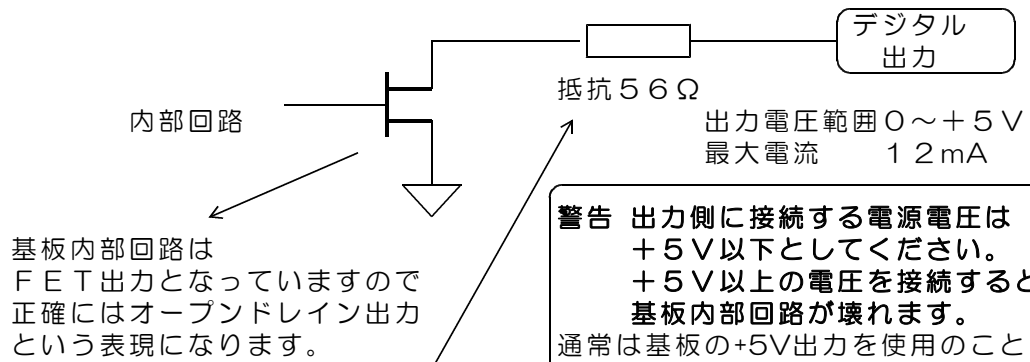 デジタル
出力
抵抗５６Ω
内部回路
出力電圧範囲０～＋５V
最大電流　　１２mA
警告 出力側に接続する電源電圧は
＋５V以下としてください。
＋５V以上の電圧を接続すると
基板内部回路が壊れます。
通常は基板の+5V出力を使用のこと
基板内部回路は
ＦＥＴ出力となっていますので
正確にはオープンドレイン出力
という表現になります。